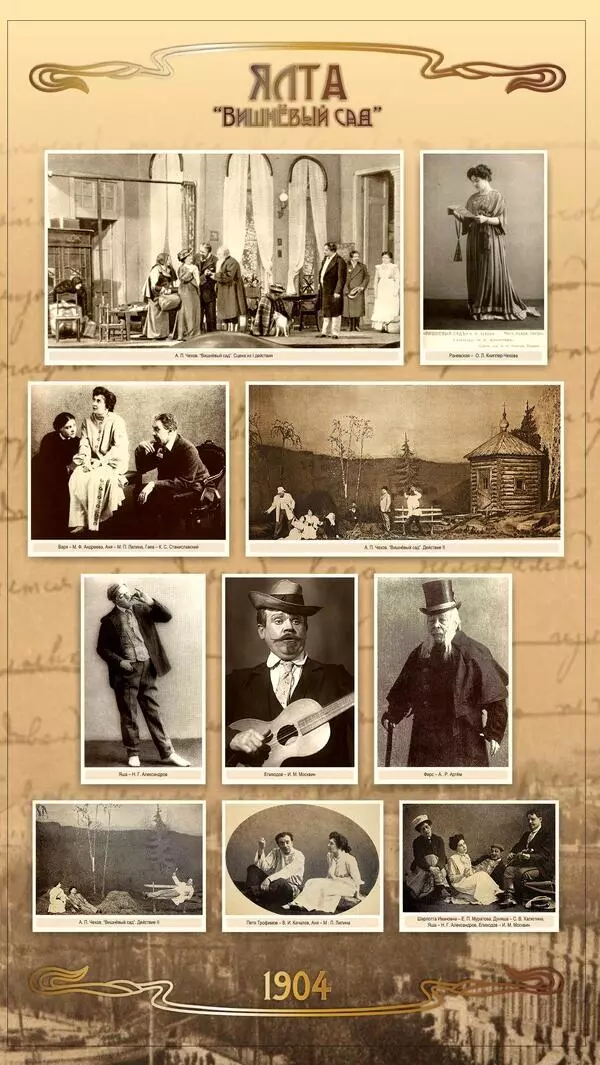 ЯЛТА
“ВИШНЁВЫЙ САД”
А. П. Чехов. "Вишнёвый сад". Сцена из I действия
"ВИШНЕВЫЙ САДЪ"
Раневская – О. Л. Книппер-Чехова
Варя – М. Ф. Андреева, Аня – М. П. Лилина, Гаев – К. С. Станиславский
А. П. Чехов. "Вишнёвый сад". Действие II
Яша – Н. Г. Александров
Епиходов – И. М. Москвин
Фирс – А. Р. Артём
А. П. Чехов. "Вишнёвый сад". Действие II
Петя Трофимов – В. И. Качалов, Аня – М. П. Лилина
Шарлотта Ивановна – Е. П. Муратова, Дуняша – С. В. Халютина,
Яша – Н. Г. Александров, Епиходов – И. М. Москвин
1904